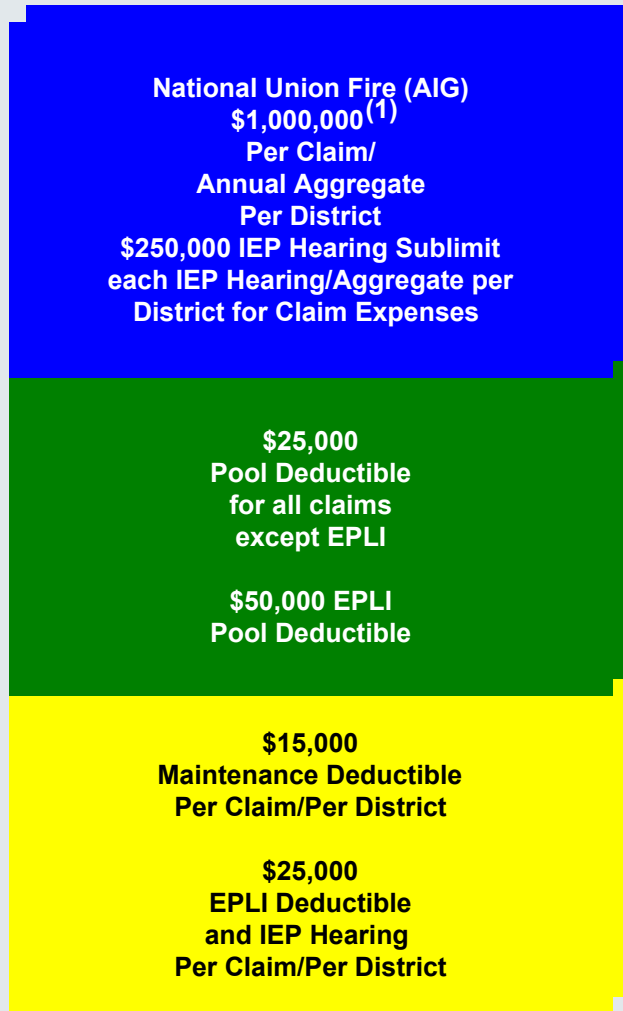 National Union Fire (AIG)
$1,000,000(1)
Per Claim/
Annual Aggregate
Per District
$250,000 IEP Hearing Sublimit
each IEP Hearing/Aggregate per
District for Claim Expenses
$25,000
Pool Deductible
for all claims
except EPLI
$50,000 EPLI
Pool Deductible
$15,000
Maintenance Deductible
Per Claim/Per District
$25,000
EPLI Deductible
and IEP Hearing
Per Claim/Per District